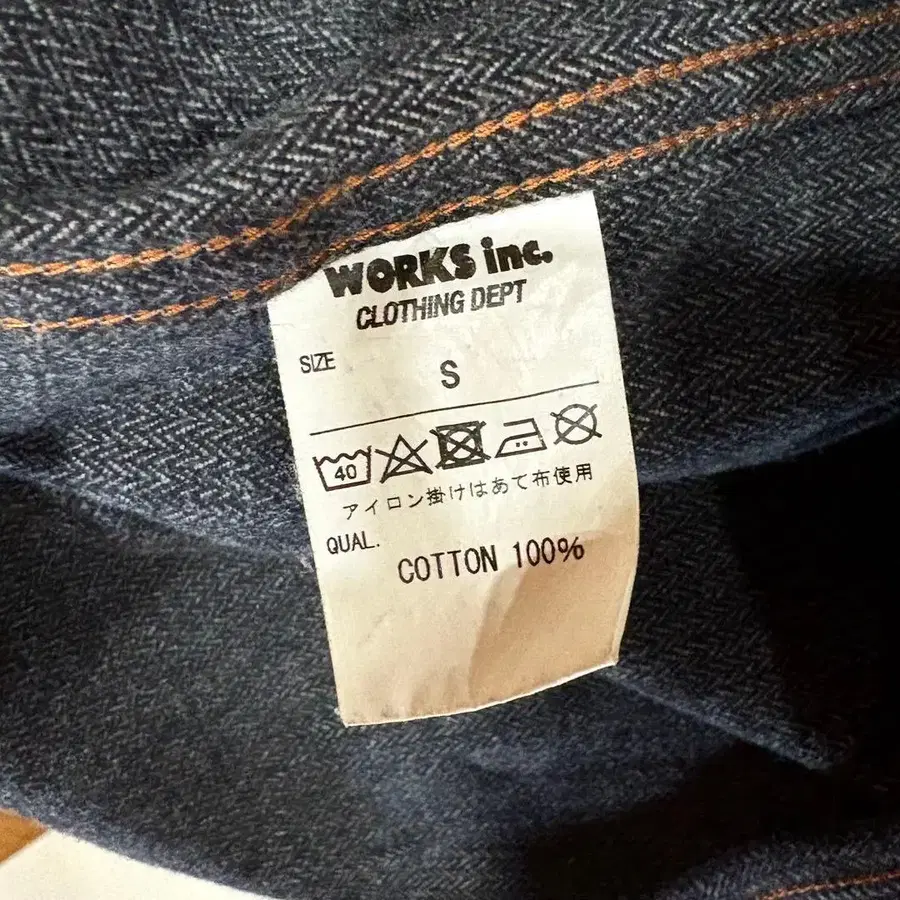 WORKS inc.
CLOTHING DEPT
SIZE
S
40
アイロン掛けはあて布使用
QUAL.
COTTON 100%